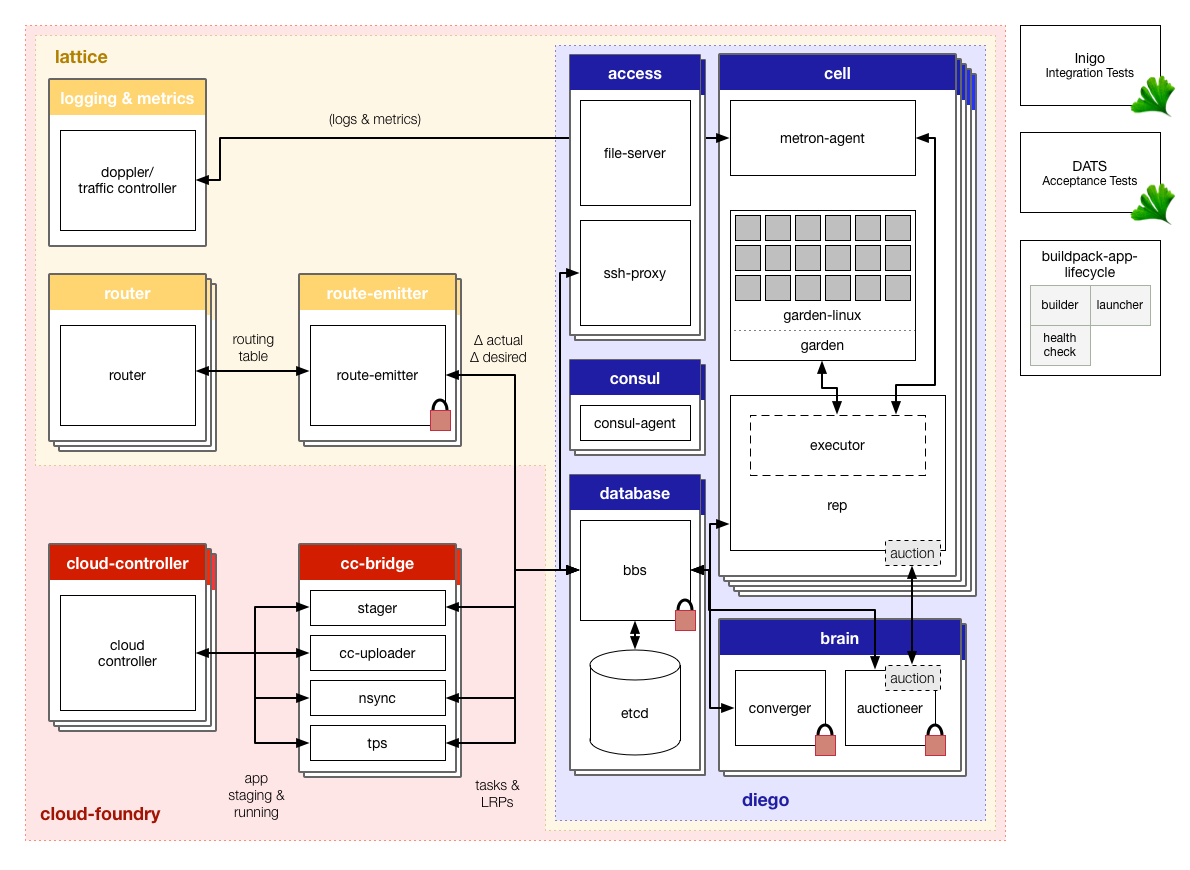 lattice
logging & metrics
doppler/
traffic controller
(logs & metrics)
router
router
routing
table
route-emitter
route-emitter
Δ actual
Δ desired
cloud-controller
cloud
controller
cc-bridge
stager
cc-uploader
nsync
tps
app
staging &
running
tasks &
LRPs
cloud-foundry
access
file-server
ssh-proxy
consul
consul-agent
database
bbs
etcd
cell
metron-agent
garden-linux
garden
executor
rep
auction
brain
auction
converger
auctioneer
diego
Inigo
Integration Tests
DATS
Acceptance Tests
buildpack-app-
lifecycle
builder
launcher
health
check